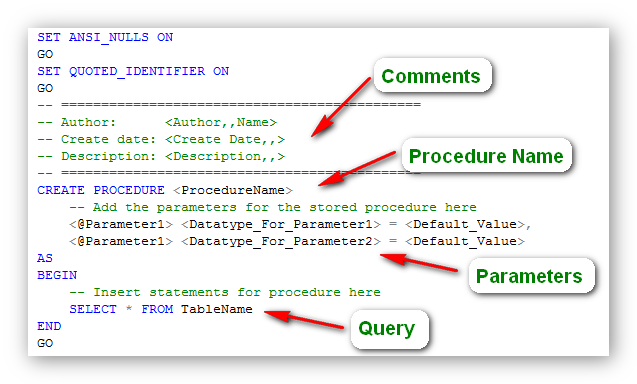 SET ANSI_NULLS ON
GO
SET QUOTED_IDENTIFIER ON
GO
-- =============================================
-- Author:      <Author,,Name>
-- Create date: <Create Date,,>
-- Description: <Description,,>
-- =============================================
CREATE PROCEDURE <ProcedureName>
    -- Add the parameters for the stored procedure here
    <@Parameter1> <Datatype_For_Parameter1> = <Default_Value>,
    <@Parameter1> <Datatype_For_Parameter2> = <Default_Value>
AS
BEGIN
    -- Insert statements for procedure here
    SELECT * FROM TableName
END
GO
Comments
Procedure Name
Parameters
Query